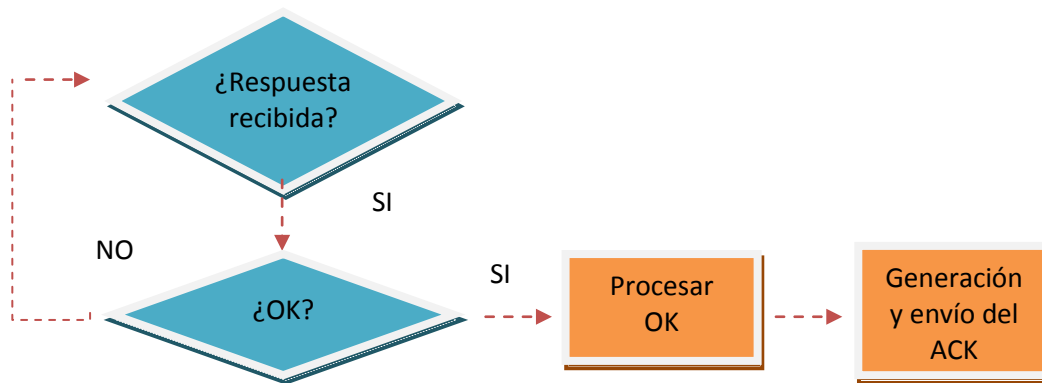 ¿Respuesta
recibida?
SI
NO
¿OK?
SI
Procesar
OK
Generación
y envío del
ACK